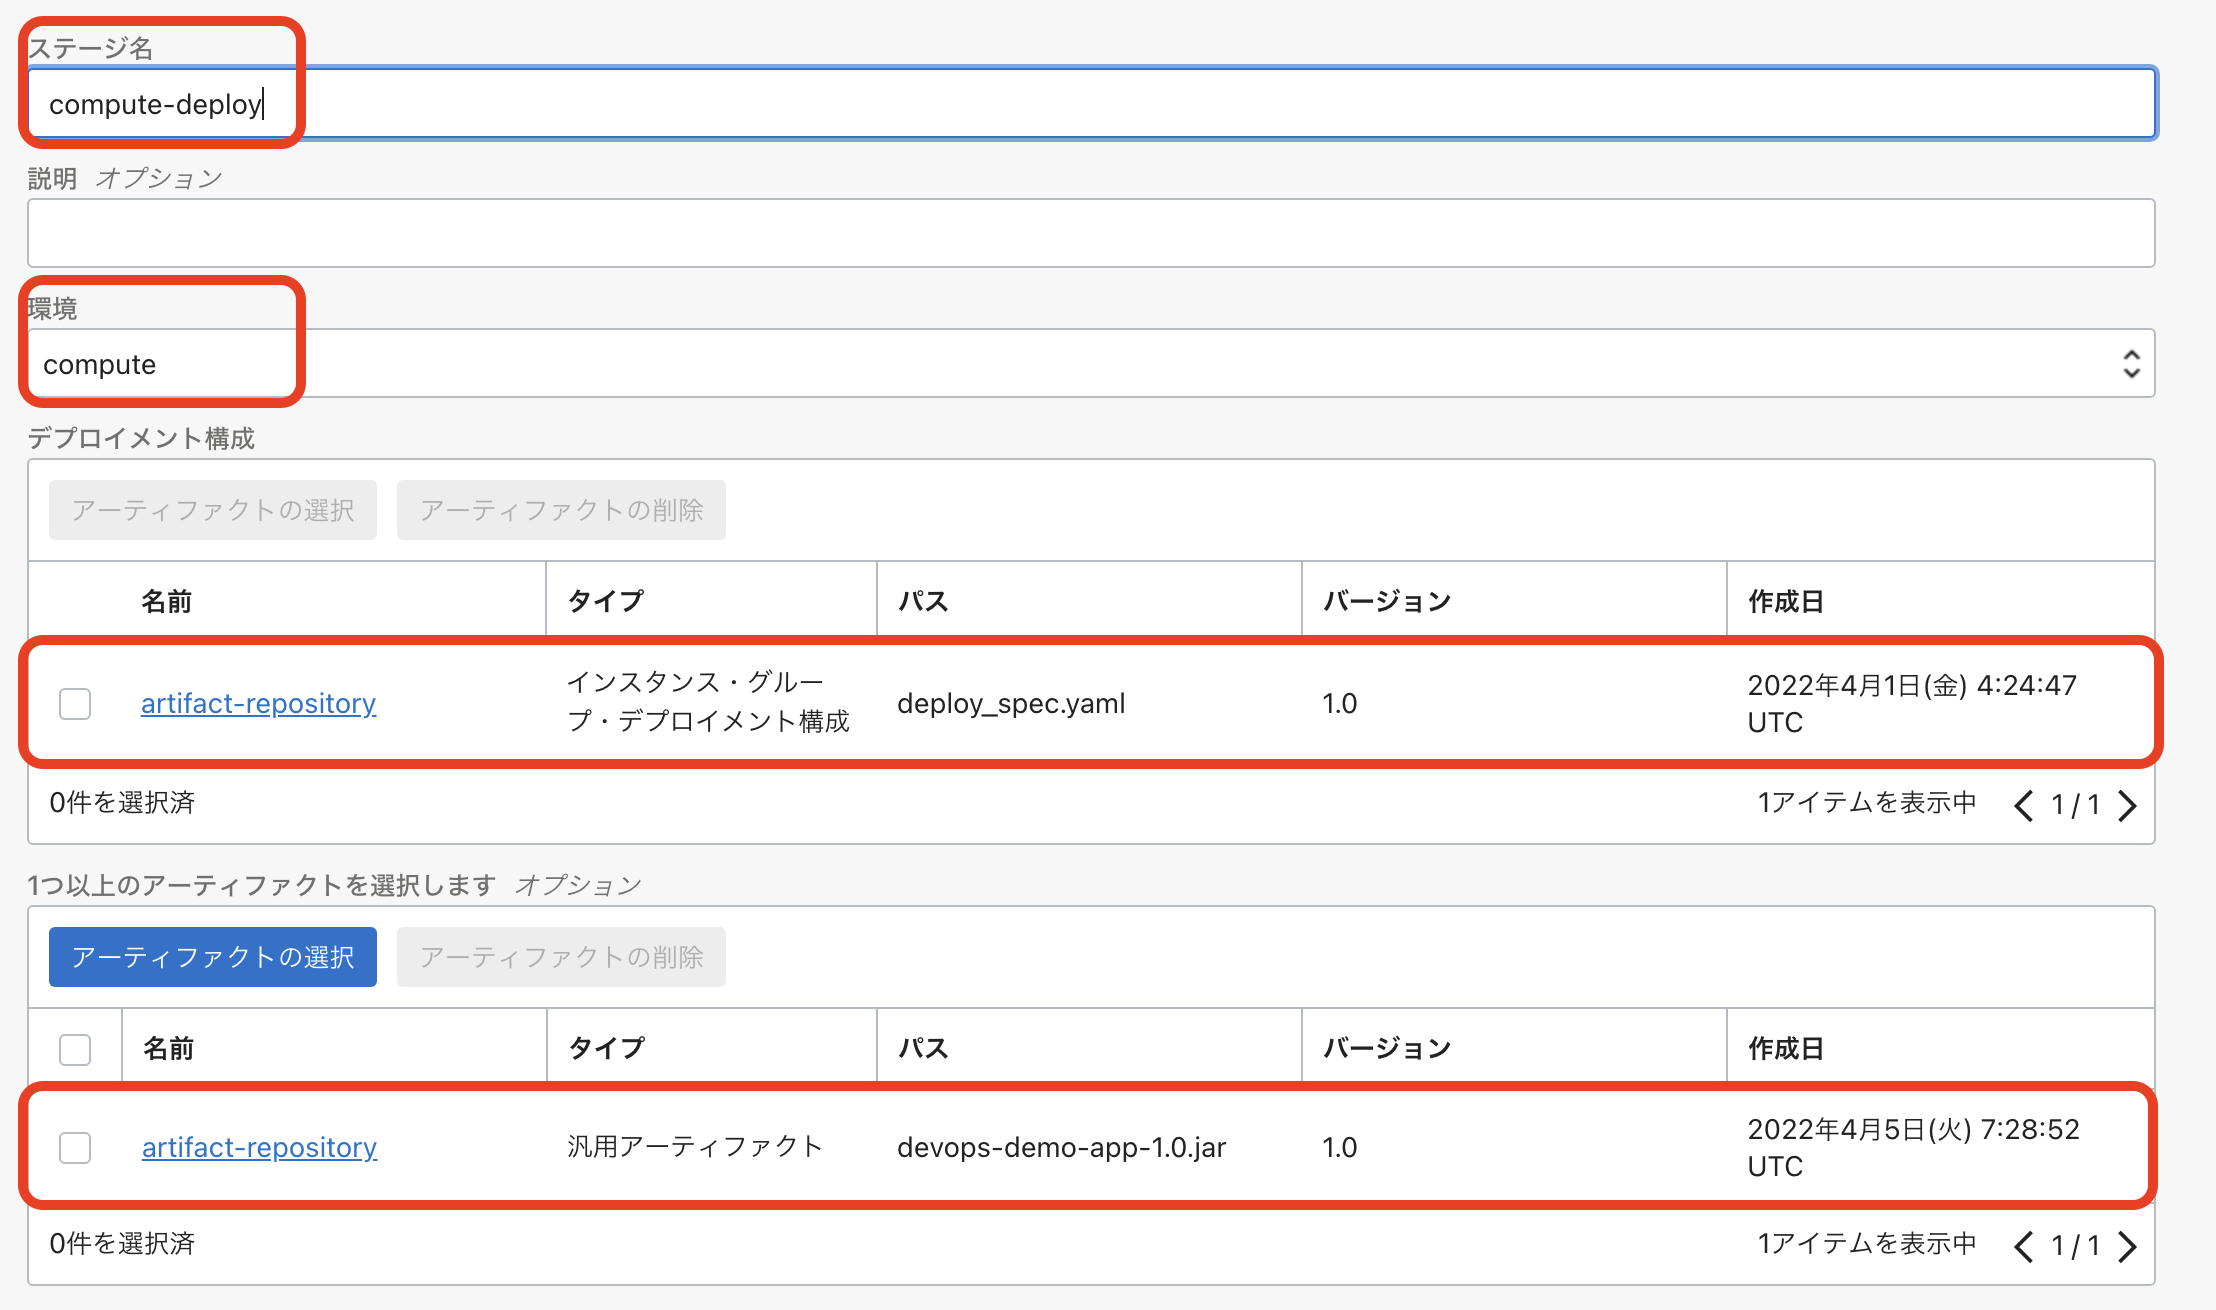 ステージ名
compute-deploy
説明 オプション
環境
compute
デプロイメント構成
アーティファクトの選択 アーティファクトの削除
名前 タイプ パス バージョン 作成日
artifact-repository インスタンス・グルー
プ・デプロイメント構成 deploy_spec.yaml 1.0 2022年4月1日(金) 4:24:47
UTC
0件を選択済 1アイテムを表示中 1 / 1
1つ以上のアーティファクトを選択します オプション
アーティファクトの選択 アーティファクトの削除
名前 タイプ パス バージョン 作成日
artifact-repository 汎用アーティファクト devops-demo-app-1.0.jar 1.0 2022年4月5日(火) 7:28:52
UTC
0件を選択済 1アイテムを表示中 1 / 1